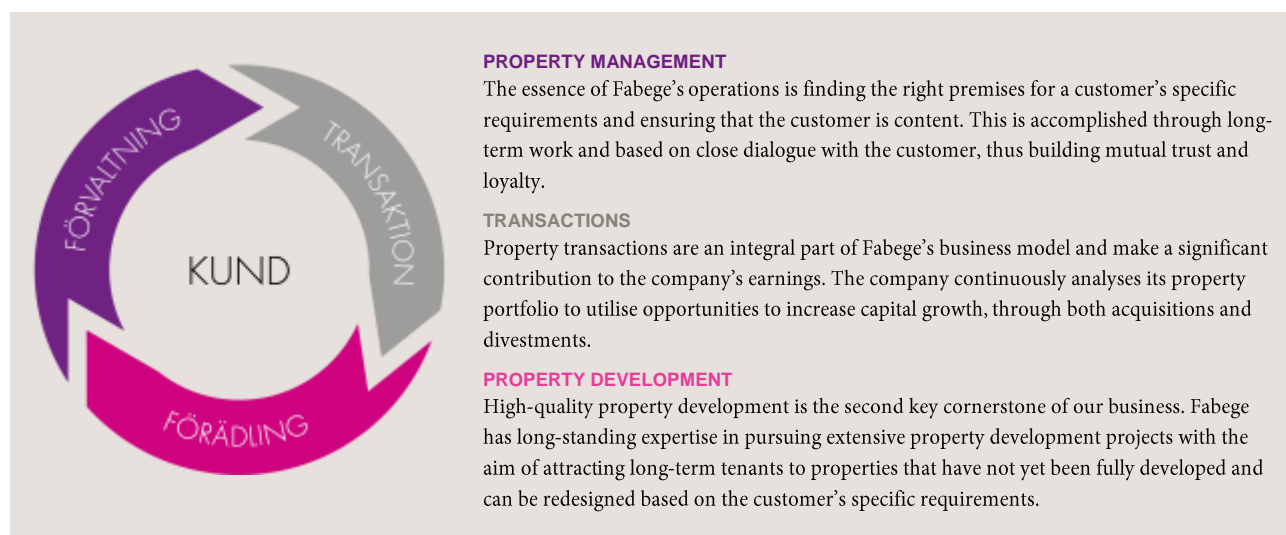 FÖRVALTNING
TRANSAKTION
KUND
FÖRÄDLING
PROPERTY MANAGEMENT
The essence of Fabege’s operations is finding the right premises for a customer’s specific
requirements and ensuring that the customer is content. This is accomplished through long-
term work and based on close dialogue with the customer, thus building mutual trust and
loyalty.
TRANSACTIONS
Property transactions are an integral part of Fabege’s business model and make a significant
contribution to the company’s earnings. The company continuously analyses its property
portfolio to utilise opportunities to increase capital growth, through both acquisitions and
divestments.
PROPERTY DEVELOPMENT
High-quality property development is the second key cornerstone of our business. Fabege
has long-standing expertise in pursuing extensive property development projects with the
aim of attracting long-term tenants to properties that have not yet been fully developed and
can be redesigned based on the customer’s specific requirements.